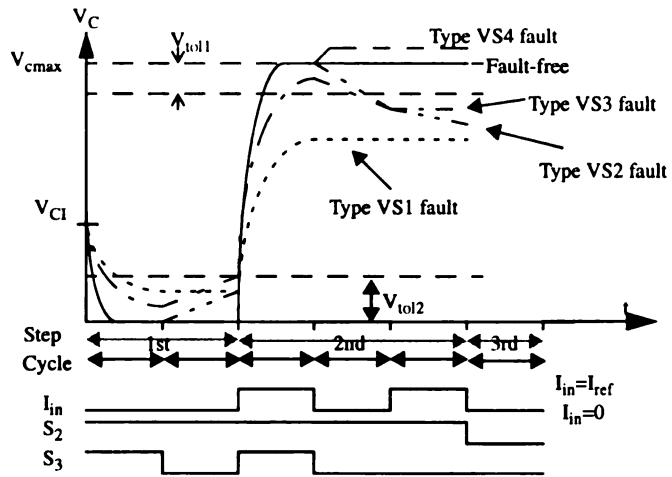 V_C
V_tol1
V_cmax
Type VS4 fault
Fault-free
Type VS3 fault
Type VS2 fault
Type VS1 fault
V_CI
V_tol2
t
Step
1st
2nd
3rd
Cycle
I_in
I_in=I_ref
I_in=0
S_2
S_3